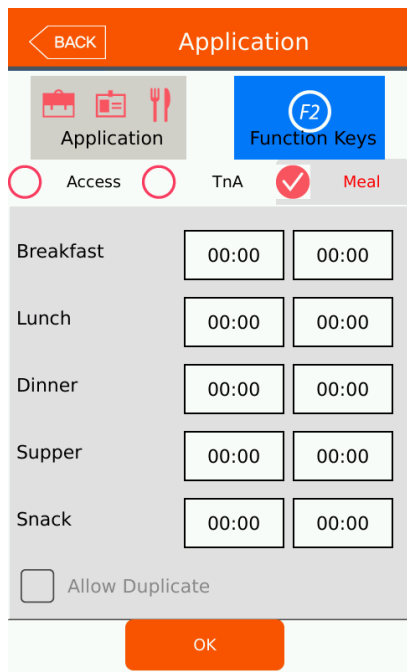 BACK Application
F2
Application Function Keys
Access TnA Meal
Breakfast 00:00 00:00
Lunch 00:00 00:00
Dinner 00:00 00:00
Supper 00:00 00:00
Snack 00:00 00:00
Allow Duplicate
OK